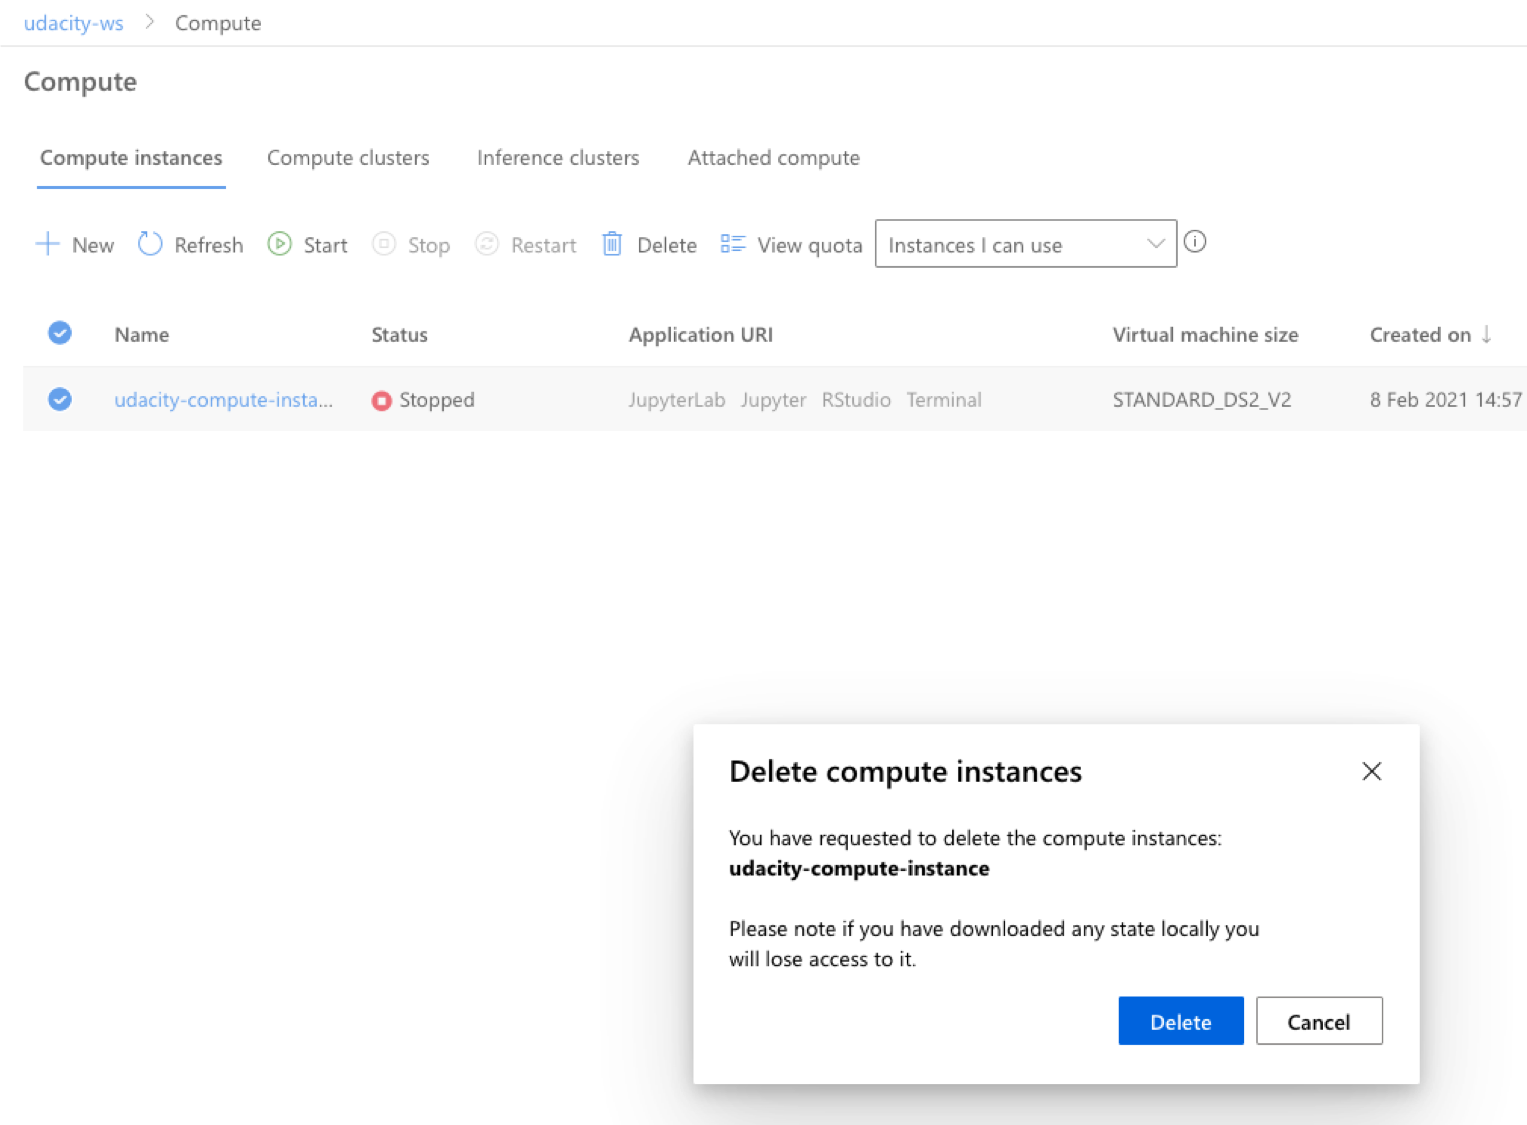 udacity-ws > Compute
Compute
Compute instances Compute clusters Inference clusters Attached compute
New Refresh Start Stop Restart Delete View quota Instances I can use
Name Status Application URI Virtual machine size Created on ↓
udacity-compute-insta... Stopped JupyterLab Jupyter RStudio Terminal STANDARD_DS2_V2 8 Feb 2021 14:57
Delete compute instances
You have requested to delete the compute instances:
udacity-compute-instance
Please note if you have downloaded any state locally you
will lose access to it.
Delete Cancel